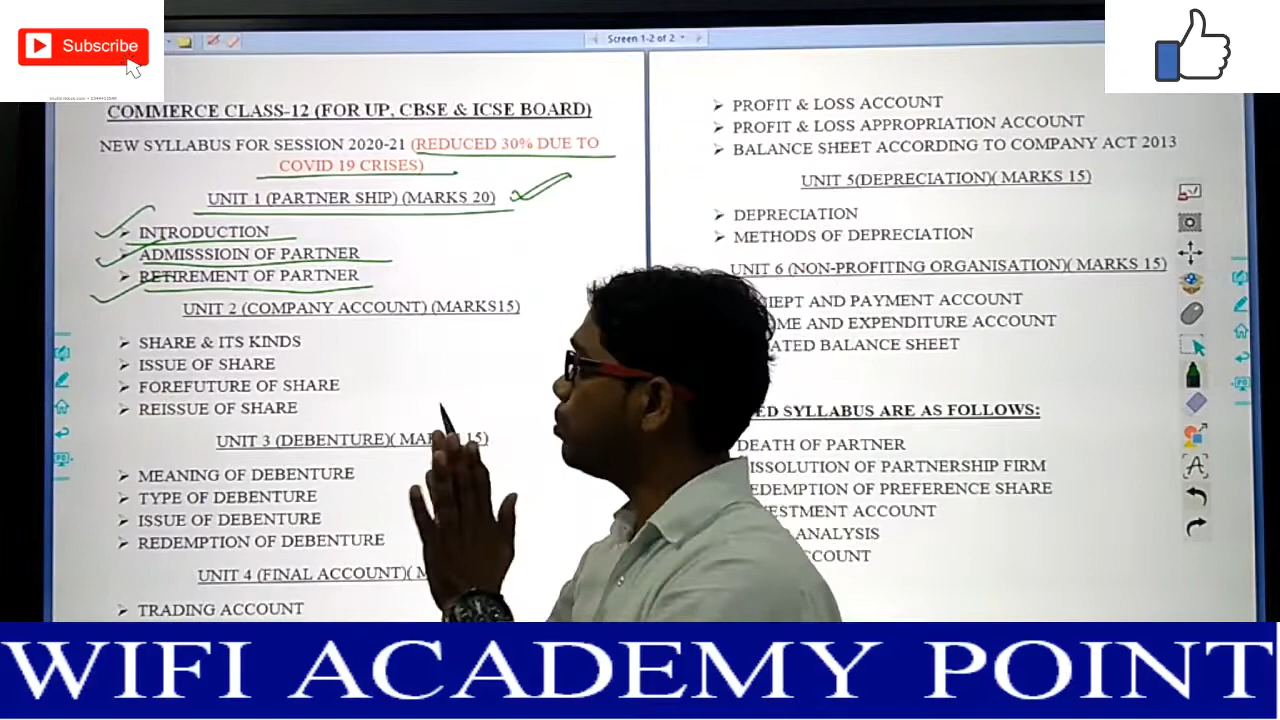 Subscribe
Screen 1-2 of 2
COMMERCE CLASS-12 (FOR UP, CBSE & ICSE BOARD)
NEW SYLLABUS FOR SESSION 2020-21 (REDUCED 30% DUE TO
COVID 19 CRISES)
UNIT 1 (PARTNER SHIP) (MARKS 20)
➢ INTRODUCTION
➢ ADMISSSIOIN OF PARTNER
➢ RETIREMENT OF PARTNER
UNIT 2 (COMPANY ACCOUNT) (MARKS15)
➢ SHARE & ITS KINDS
➢ ISSUE OF SHARE
➢ FOREFUTURE OF SHARE
➢ REISSUE OF SHARE
UNIT 3 (DEBENTURE)( 15)
➢ MEANING OF DEBENTURE
➢ TYPE OF DEBENTURE
➢ ISSUE OF DEBENTURE
➢ REDEMPTION OF DEBENTURE
UNIT 4 (FINAL ACCOUNT)(
➢ TRADING ACCOUNT
➢ PROFIT & LOSS ACCOUNT
➢ PROFIT & LOSS APPROPRIATION ACCOUNT
➢ BALANCE SHEET ACCORDING TO COMPANY ACT 2013
UNIT 5(DEPRECIATION)( MARKS 15)
➢ DEPRECIATION
➢ METHODS OF DEPRECIATION
UNIT 6 (NON-PROFITING ORGANISATION)( MARKS 15)
AND PAYMENT ACCOUNT
AND EXPENDITURE ACCOUNT
BALANCE SHEET
SYLLABUS ARE AS FOLLOWS:
DEATH OF PARTNER
OF PARTNERSHIP FIRM
OF PREFERENCE SHARE
ACCOUNT
ANALYSIS
WIFI ACADEMY POINT